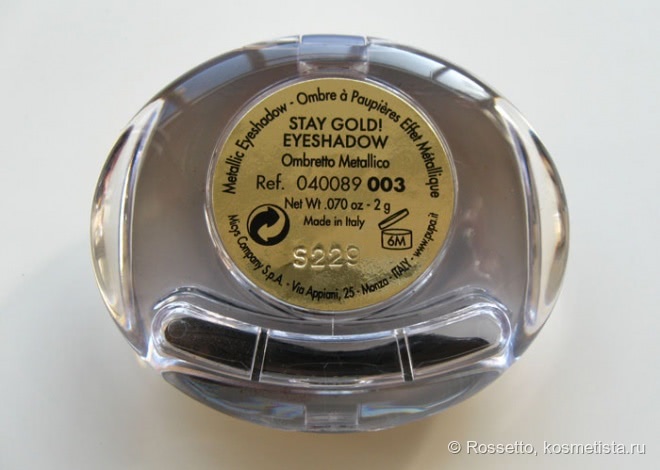 Metallic Eyeshadow - Ombre à Paupières Effet Métallique
STAY GOLD!
EYESHADOW
Ombretto Metallico
Ref. 040089 003
Net Wt .070 oz - 2 g
Made in Italy
6M
S229
Micys Company S.p.A. - Via Appiani, 25 - Monza - ITALY - www.pupa.it
© Rossetto, kosmetista.ru